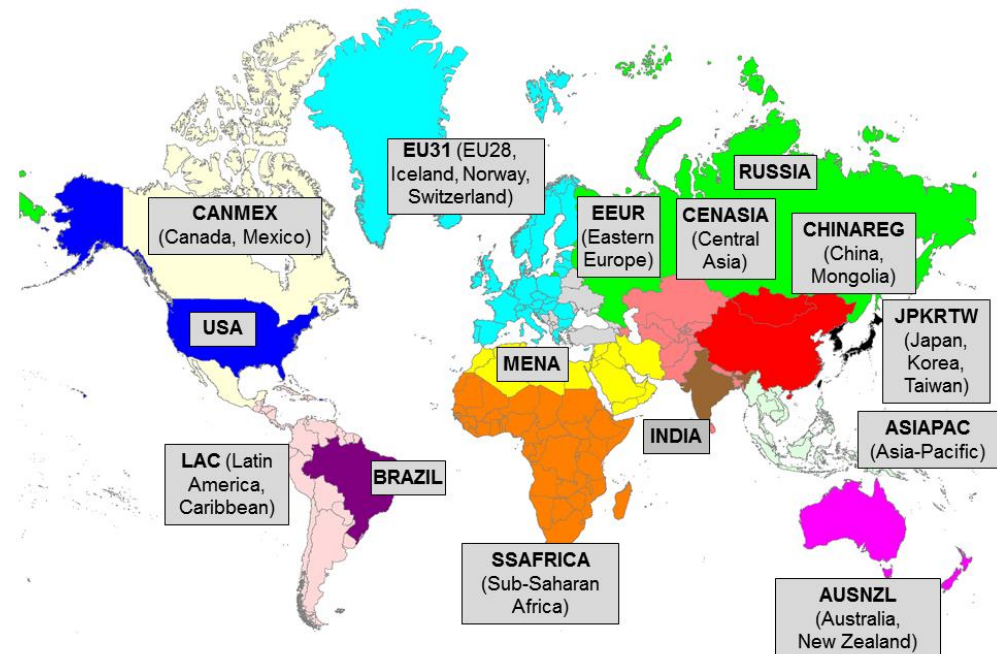 EU31 (EU28,
Iceland, Norway,
Switzerland)
RUSSIA
CANMEX
(Canada, Mexico)
EEUR
(Eastern
Europe)
CENASIA
(Central
Asia)
CHINAREG
(China,
Mongolia)
USA
JPKRTW
(Japan,
Korea,
Taiwan)
MENA
INDIA
ASIAPAC
(Asia-Pacific)
LAC (Latin
America,
Caribbean)
BRAZIL
SSAFRICA
(Sub-Saharan
Africa)
AUSNZL
(Australia,
New Zealand)